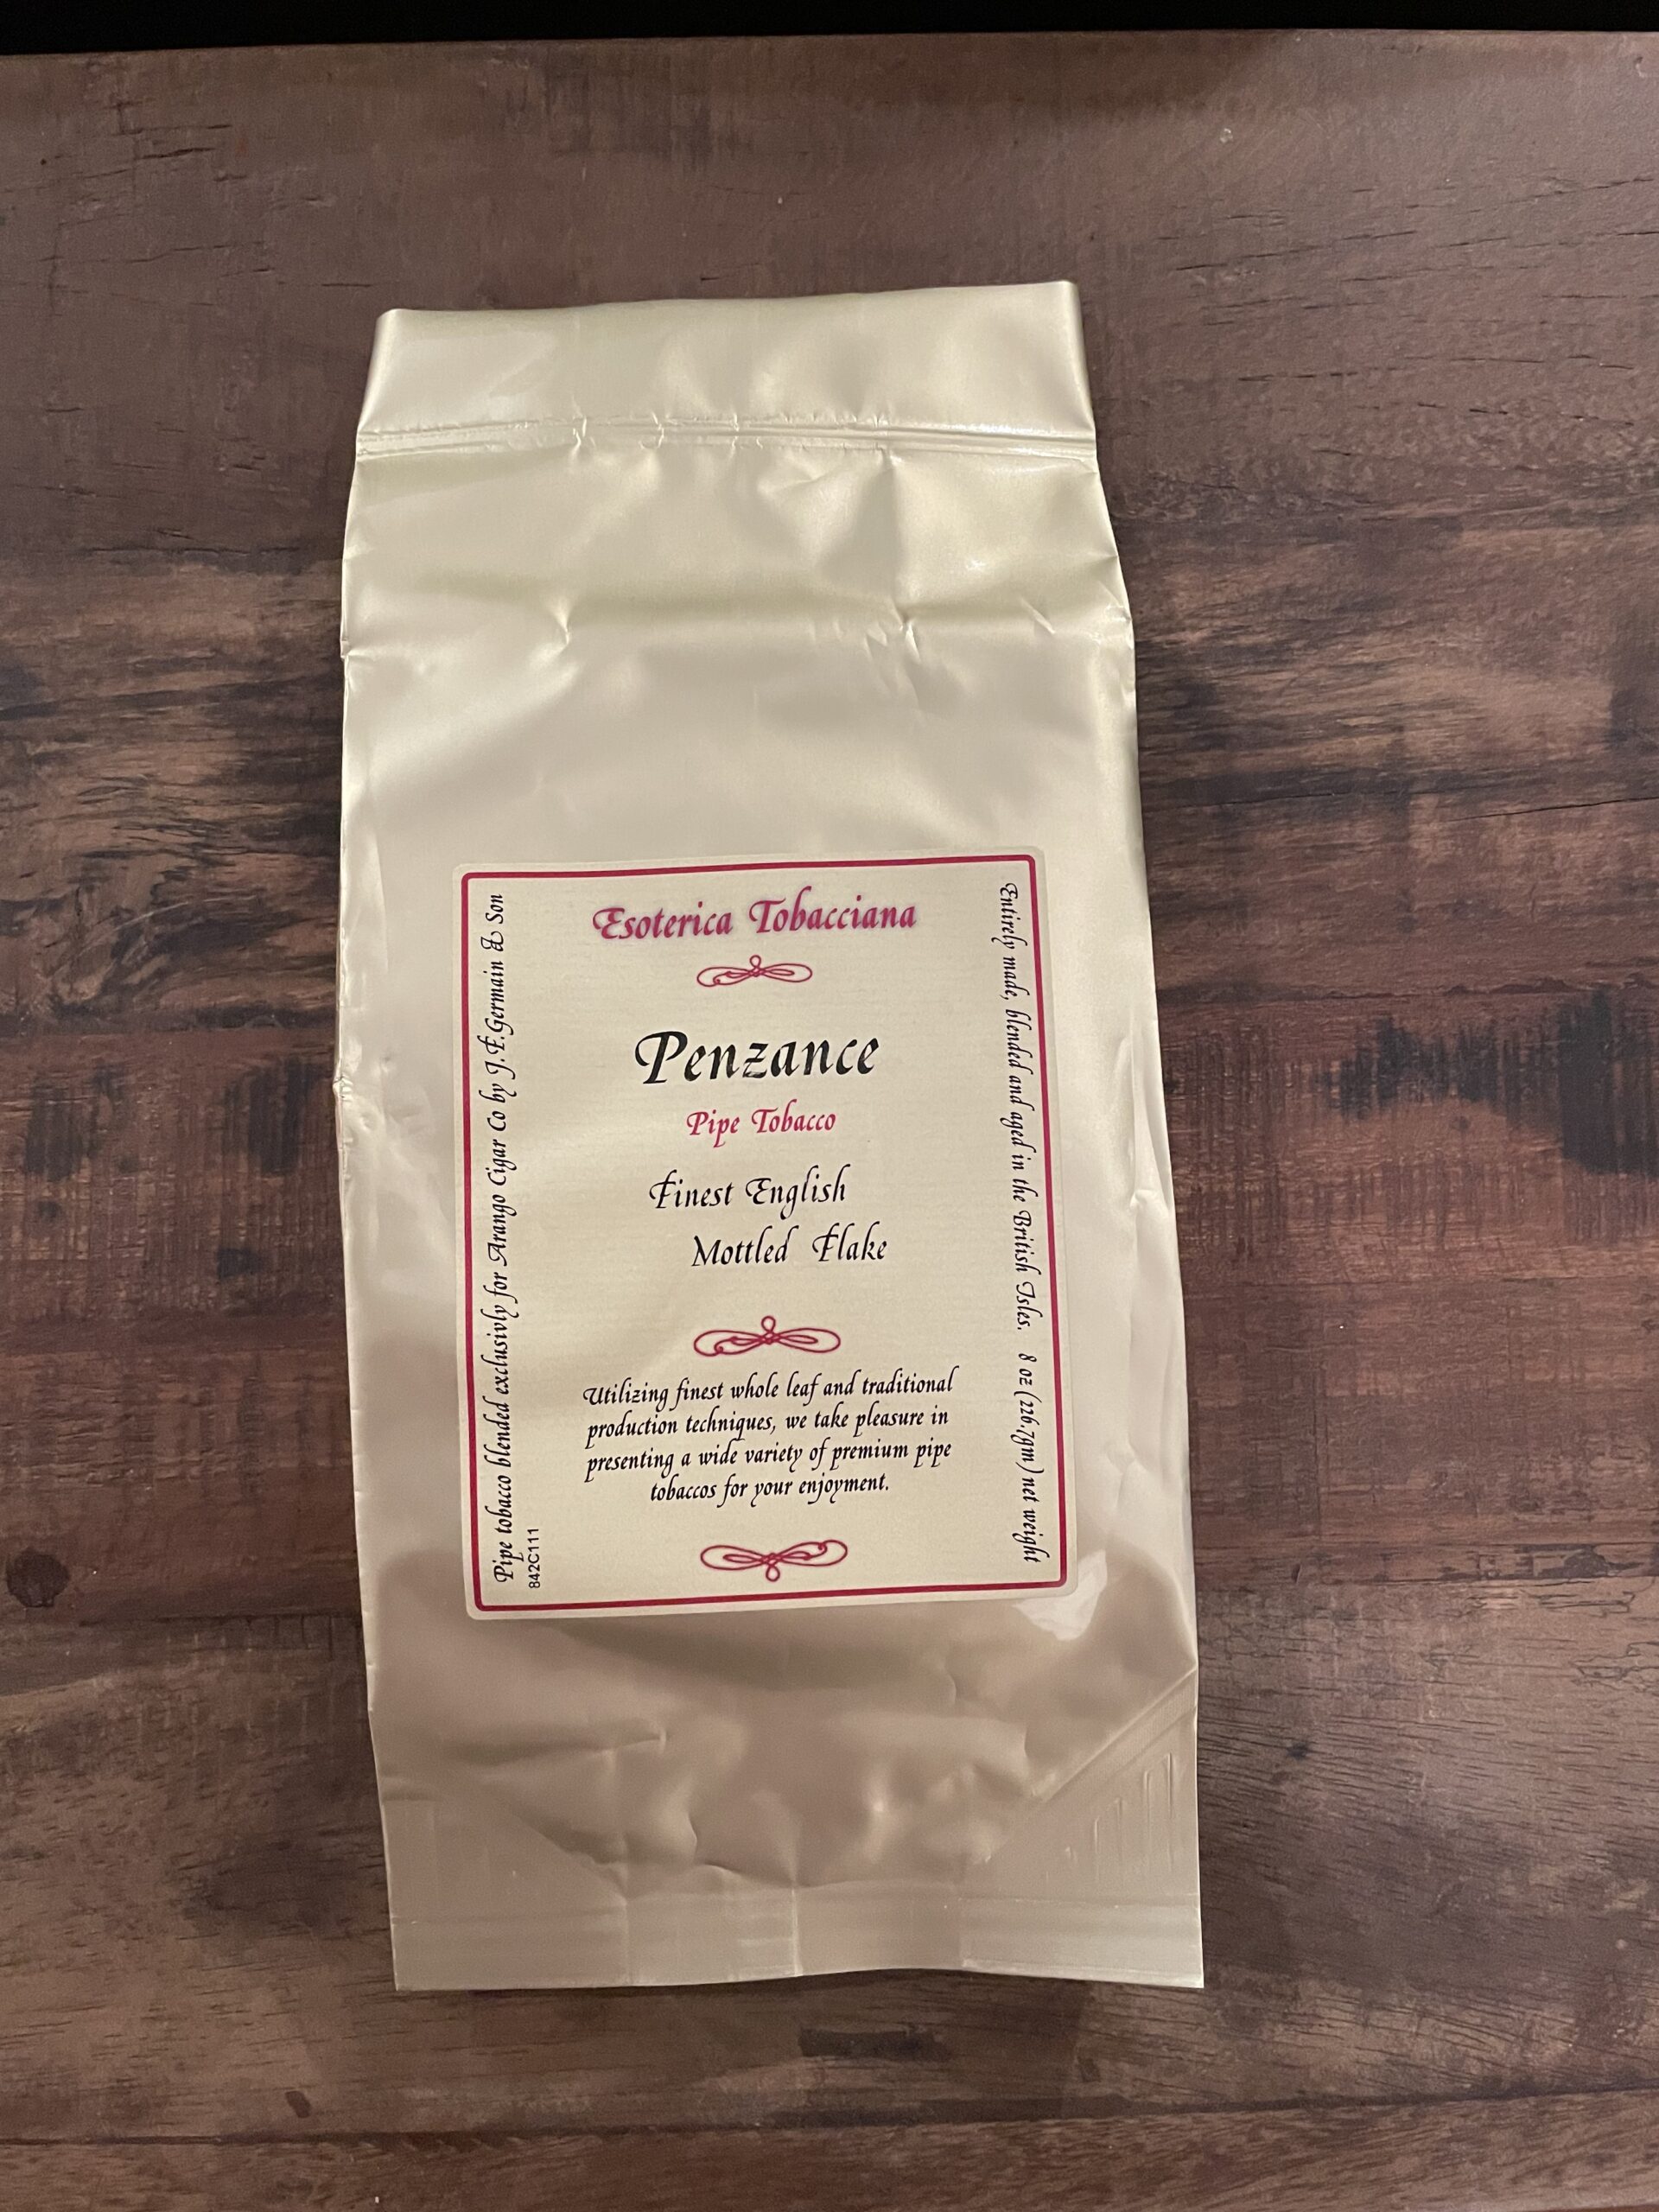 Esoterica Tobacciana
Penzance
Pipe Tobacco
Finest English
Mottled Flake
Utilizing finest whole leaf and traditional
production techniques, we take pleasure in
presenting a wide variety of premium pipe
tobaccos for your enjoyment.
Pipe tobacco blended exclusivly for Arango Cigar Co by J.F.Germain & Son
842C111
Entirely made, blended and aged in the British Isles. 8 oz (226.7gm) net weight